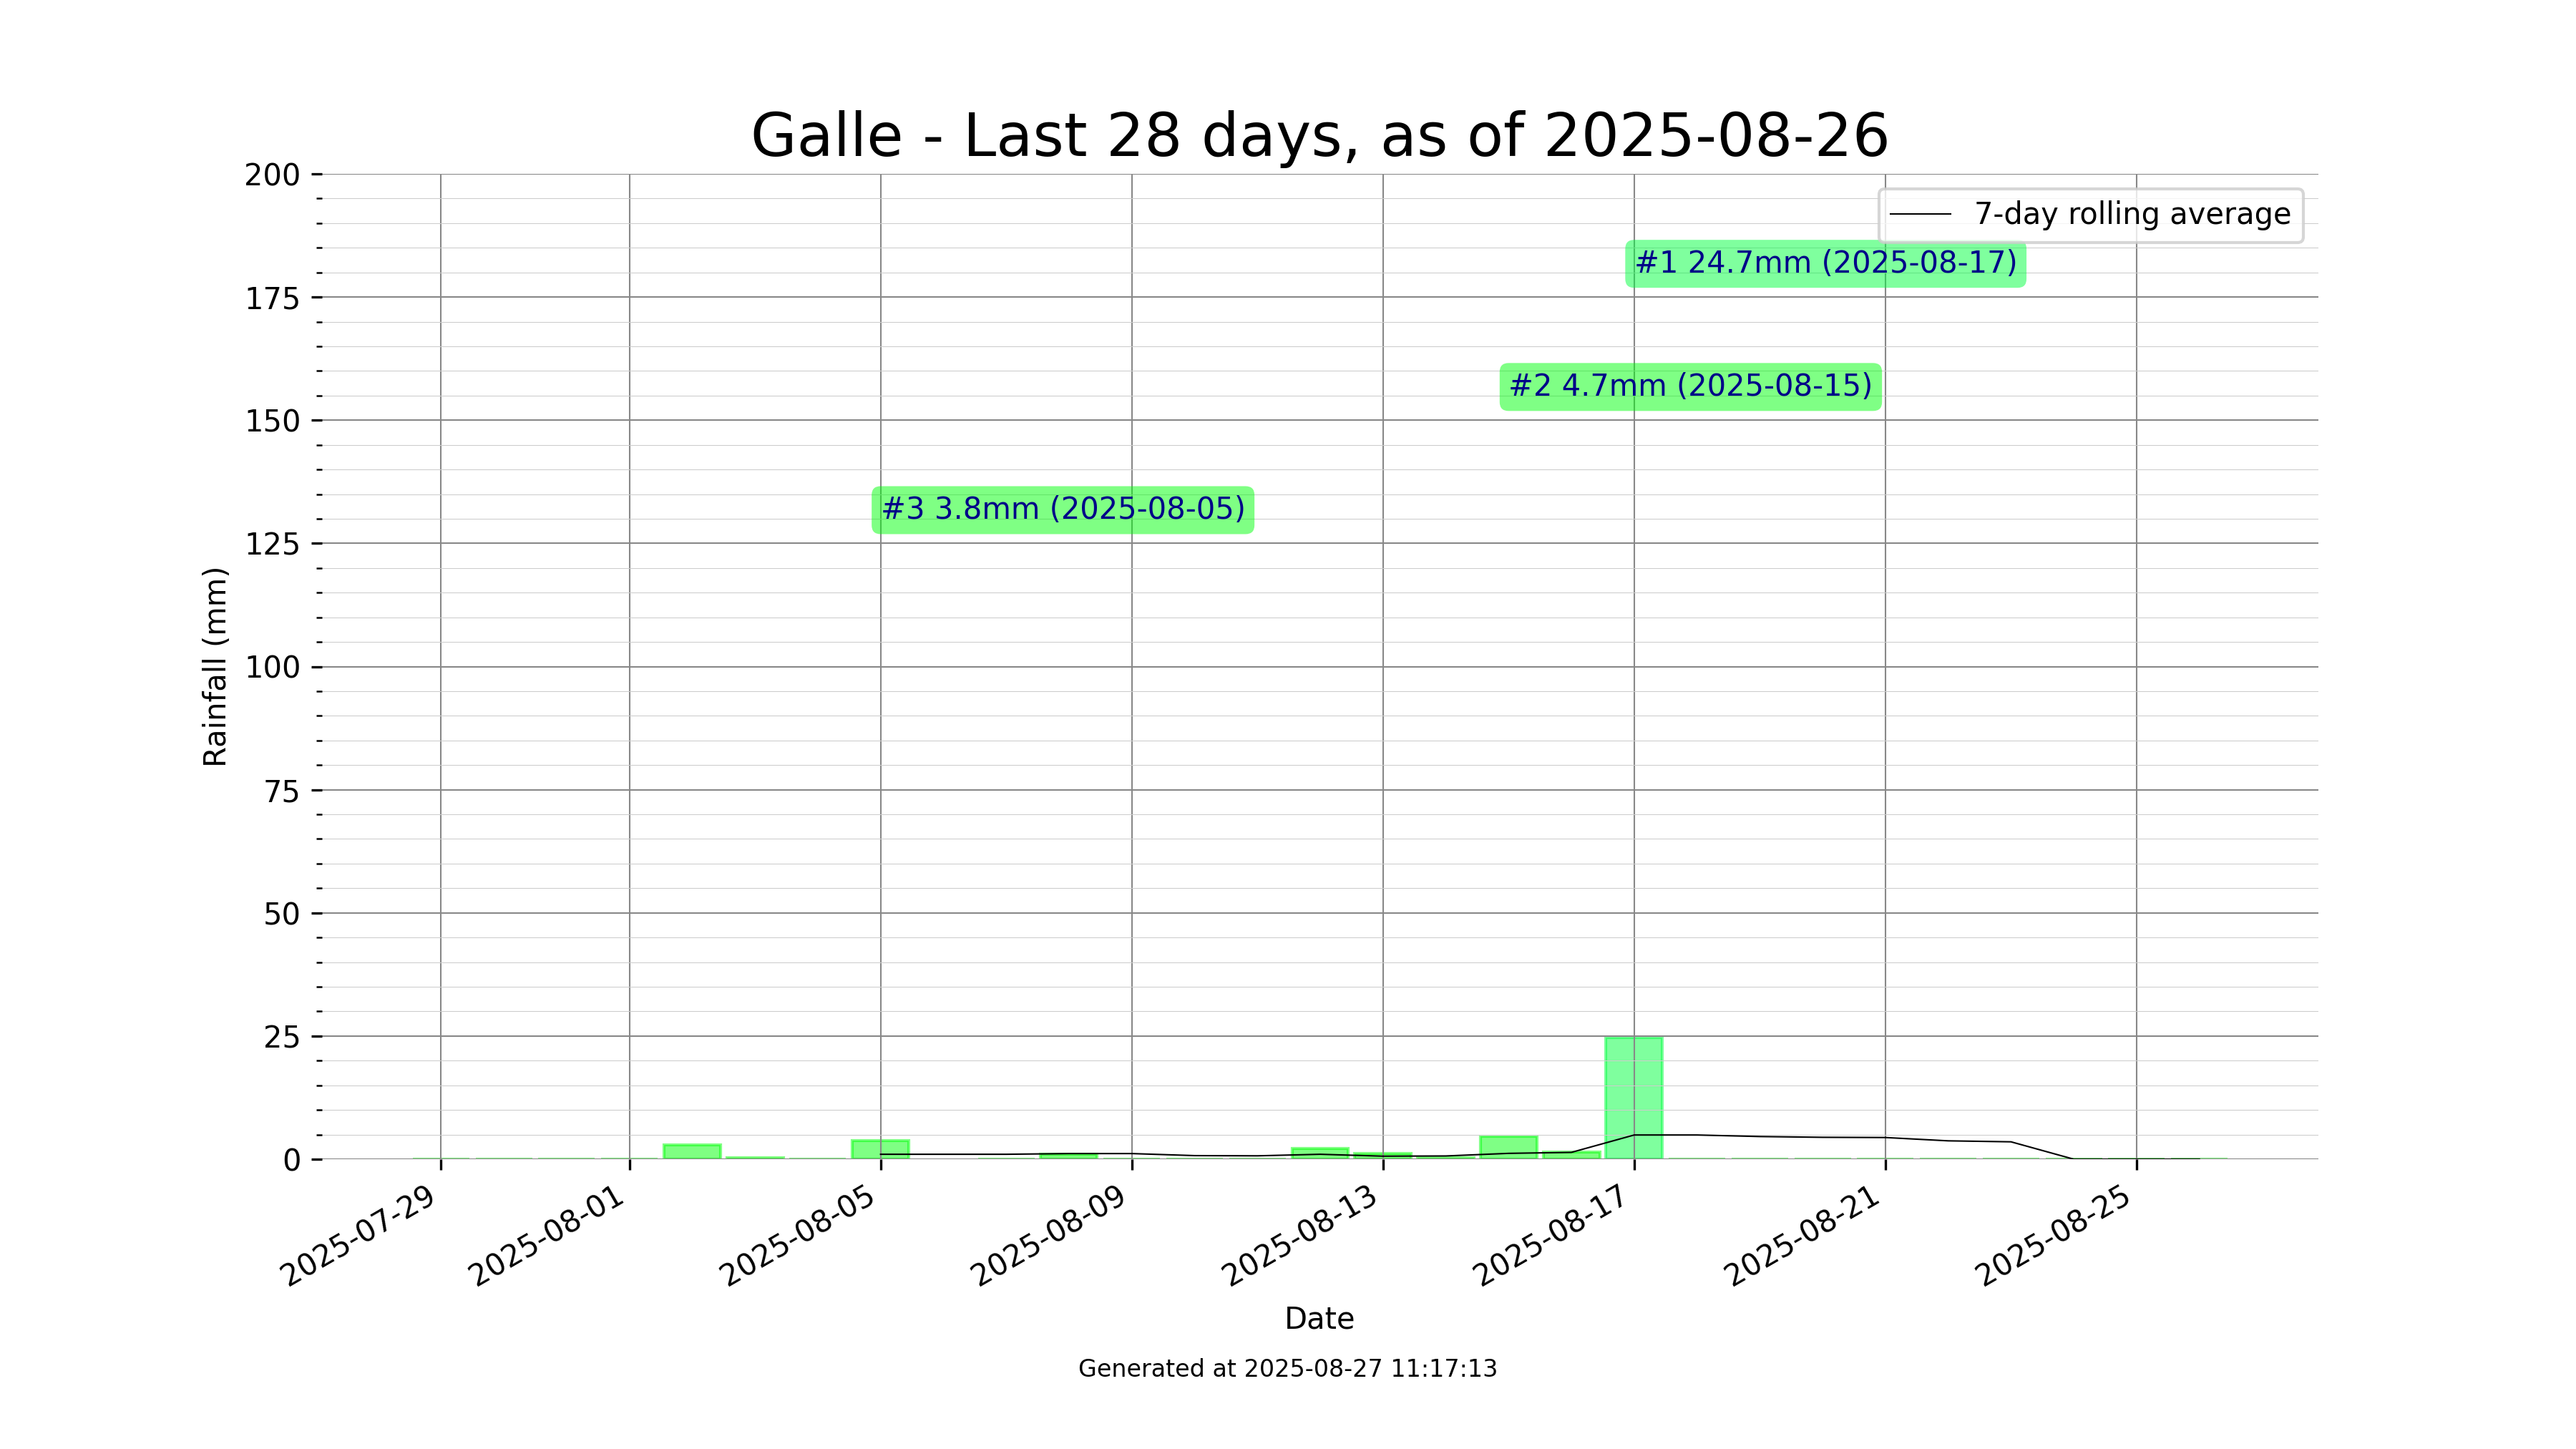 Galle - Last 28 days, as of 2025-08-26
7-day rolling average
#1 24.7mm (2025-08-17)
#2 4.7mm (2025-08-15)
#3 3.8mm (2025-08-05)
Rainfall (mm)
200
175
150
125
100
75
50
25
0
2025-07-29
2025-08-01
2025-08-05
2025-08-09
2025-08-13
2025-08-17
2025-08-21
2025-08-25
Date
Generated at 2025-08-27 11:17:13